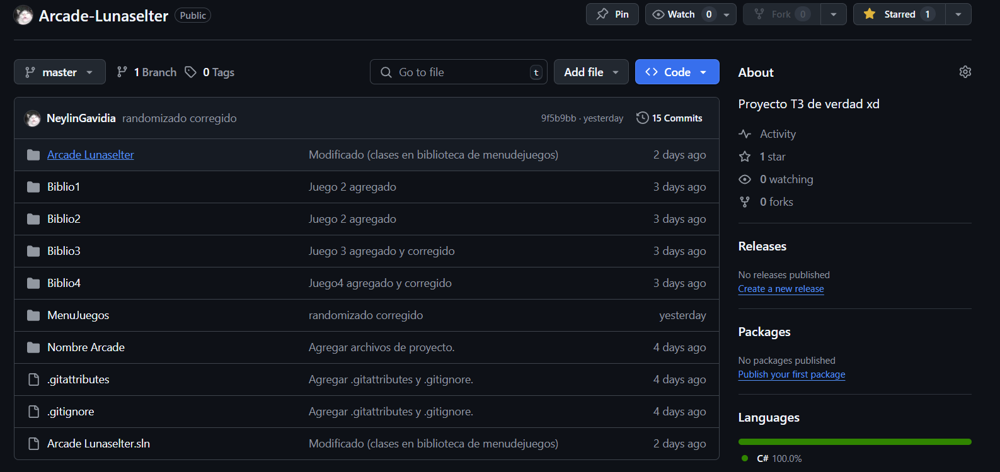 Arcade-Lunaselter Public Pin Watch 0 Fork 0 Starred 1
master 1 Branch 0 Tags Go to file t Add file Code
NeylinGavidia randomizado corregido 9f5b9bb · yesterday 15 Commits
Arcade Lunaselter Modificado (clases en biblioteca de menudejuegos) 2 days ago
Biblio1 Juego 2 agregado 3 days ago
Biblio2 Juego 2 agregado 3 days ago
Biblio3 Juego 3 agregado y corregido 3 days ago
Biblio4 Juego4 agregado y corregido 3 days ago
MenuJuegos randomizado corregido yesterday
Nombre Arcade Agregar archivos de proyecto. 4 days ago
.gitattributes Agregar .gitattributes y .gitignore. 4 days ago
.gitignore Agregar .gitattributes y .gitignore. 4 days ago
Arcade Lunaselter.sln Modificado (clases en biblioteca de menudejuegos) 2 days ago
About
Proyecto T3 de verdad xd
Activity
1 star
0 watching
0 forks
Releases
No releases published
Create a new release
Packages
No packages published
Publish your first package
Languages
C# 100.0%